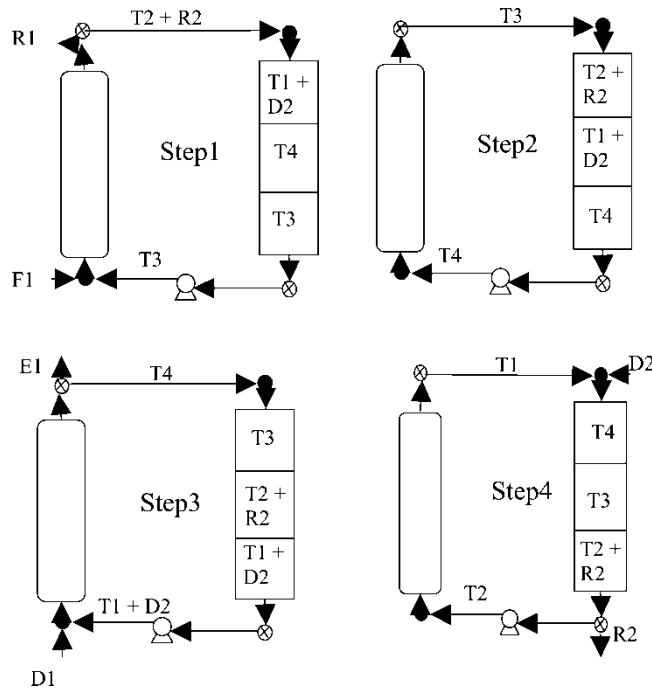 T2 + R2
R1
T1 +
D2
Step1
T4
T3
T3
F1
T3
T2 +
R2
Step2
T1 +
D2
T4
T4
E1
T4
T3
Step3
T2 +
R2
T1 +
D2
T1 + D2
D1
T1
D2
T4
Step4
T3
T2 +
R2
T2
R2